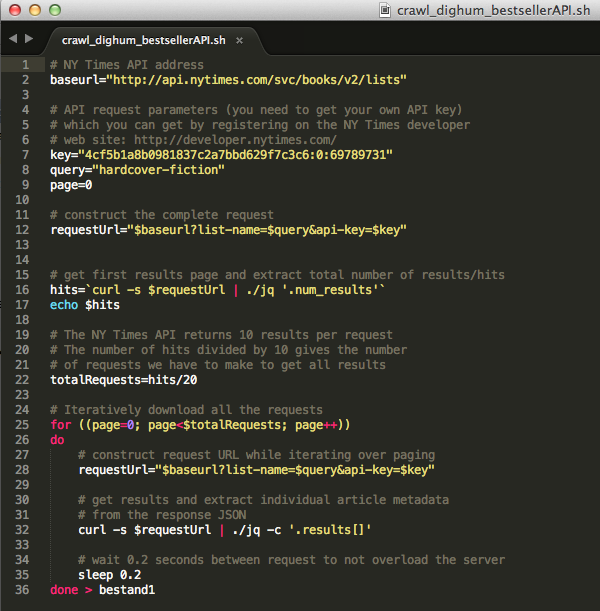 crawl_dighum_bestsellerAPI.sh
crawl_dighum_bestsellerAPI.sh ×
1 # NY Times API address
2 baseurl="http://api.nytimes.com/svc/books/v2/lists"
3
4 # API request parameters (you need to get your own API key)
5 # which you can get by registering on the NY Times developer
6 # web site: http://developer.nytimes.com/
7 key="4cf5b1a8b0981837c2a7bbd629f7c3c6:0:69789731"
8 query="hardcover-fiction"
9 page=0
10
11 # construct the complete request
12 requestUrl="$baseurl?list-name=$query&api-key=$key"
13
14
15 # get first results page and extract total number of results/hits
16 hits=`curl -s $requestUrl | ./jq '.num_results'`
17 echo $hits
18
19 # The NY Times API returns 10 results per request
20 # The number of hits divided by 10 gives the number
21 # of requests we have to make to get all results
22 totalRequests=hits/20
23
24 # Iteratively download all the requests
25 for ((page=0; page<$totalRequests; page++))
26 do
27 # construct request URL while iterating over paging
28 requestUrl="$baseurl?list-name=$query&api-key=$key"
29
30 # get results and extract individual article metadata
31 # from the response JSON
32 curl -s $requestUrl | ./jq -c '.results[]'
33
34 # wait 0.2 seconds between request to not overload the server
35 sleep 0.2
36 done > bestand1